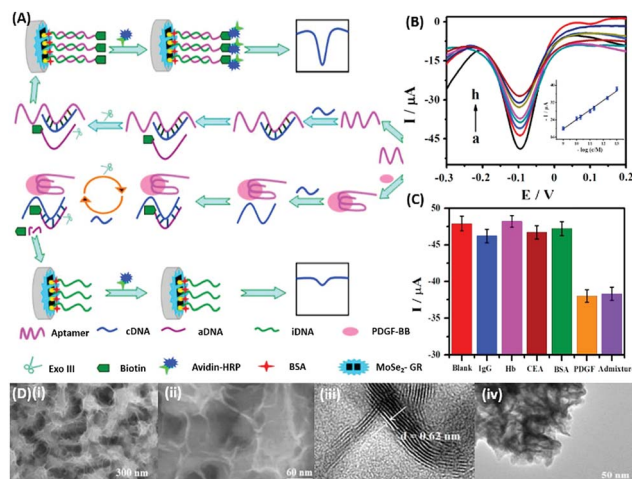 (A)
Aptamer cDNA aDNA iDNA PDGF-BB
Exo III Biotin Avidin-HRP BSA MoSe₂- GR
B
0
-15
-30
-45
I / μA
h
a
-0.3 -0.2 -0.1 0.0 0.1 0.2
E / V
- log (c/M)
C
-50
-45
-40
-35
-30
I / μA
Blank IgG Hb CEA BSA PDGF Admixture
(D)(i)
300 nm
(ii)
60 nm
(iii)
d = 0.62 nm
(iv)
50 nm